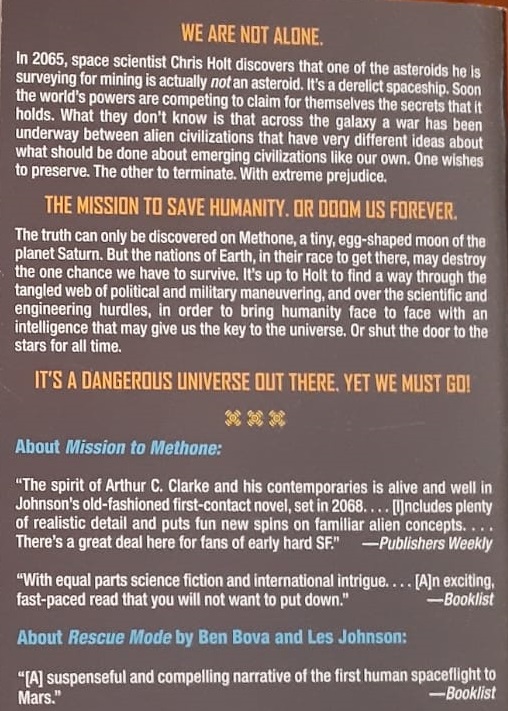 WE ARE NOT ALONE.
In 2065, space scientist Chris Holt discovers that one of the asteroids he is
surveying for mining is actually not an asteroid. It's a derelict spaceship. Soon
the world's powers are competing to claim for themselves the secrets that it
holds. What they don't know is that across the galaxy a war has been
underway between alien civilizations that have very different ideas about
what should be done about emerging civilizations like our own. One wishes
to preserve. The other to terminate. With extreme prejudice.
THE MISSION TO SAVE HUMANITY. OR DOOM US FOREVER.
The truth can only be discovered on Methone, a tiny, egg-shaped moon of the
planet Saturn. But the nations of Earth, in their race to get there, may destroy
the one chance we have to survive. It's up to Holt to find a way through the
tangled web of political and military maneuvering, and over the scientific and
engineering hurdles, in order to bring humanity face to face with an
intelligence that may give us the key to the universe. Or shut the door to the
stars for all time.
IT'S A DANGEROUS UNIVERSE OUT THERE. YET WE MUST GO!
About Mission to Methone:
“The spirit of Arthur C. Clarke and his contemporaries is alive and well in
Johnson's old-fashioned first-contact novel, set in 2068. . . . [I]ncludes plenty
of realistic detail and puts fun new spins on familiar alien concepts. . . .
There's a great deal here for fans of early hard SF.” —Publishers Weekly
“With equal parts science fiction and international intrigue. . . . [A]n exciting,
fast-paced read that you will not want to put down.” —Booklist
About Rescue Mode by Ben Bova and Les Johnson:
“[A] suspenseful and compelling narrative of the first human spaceflight to
Mars.” —Booklist